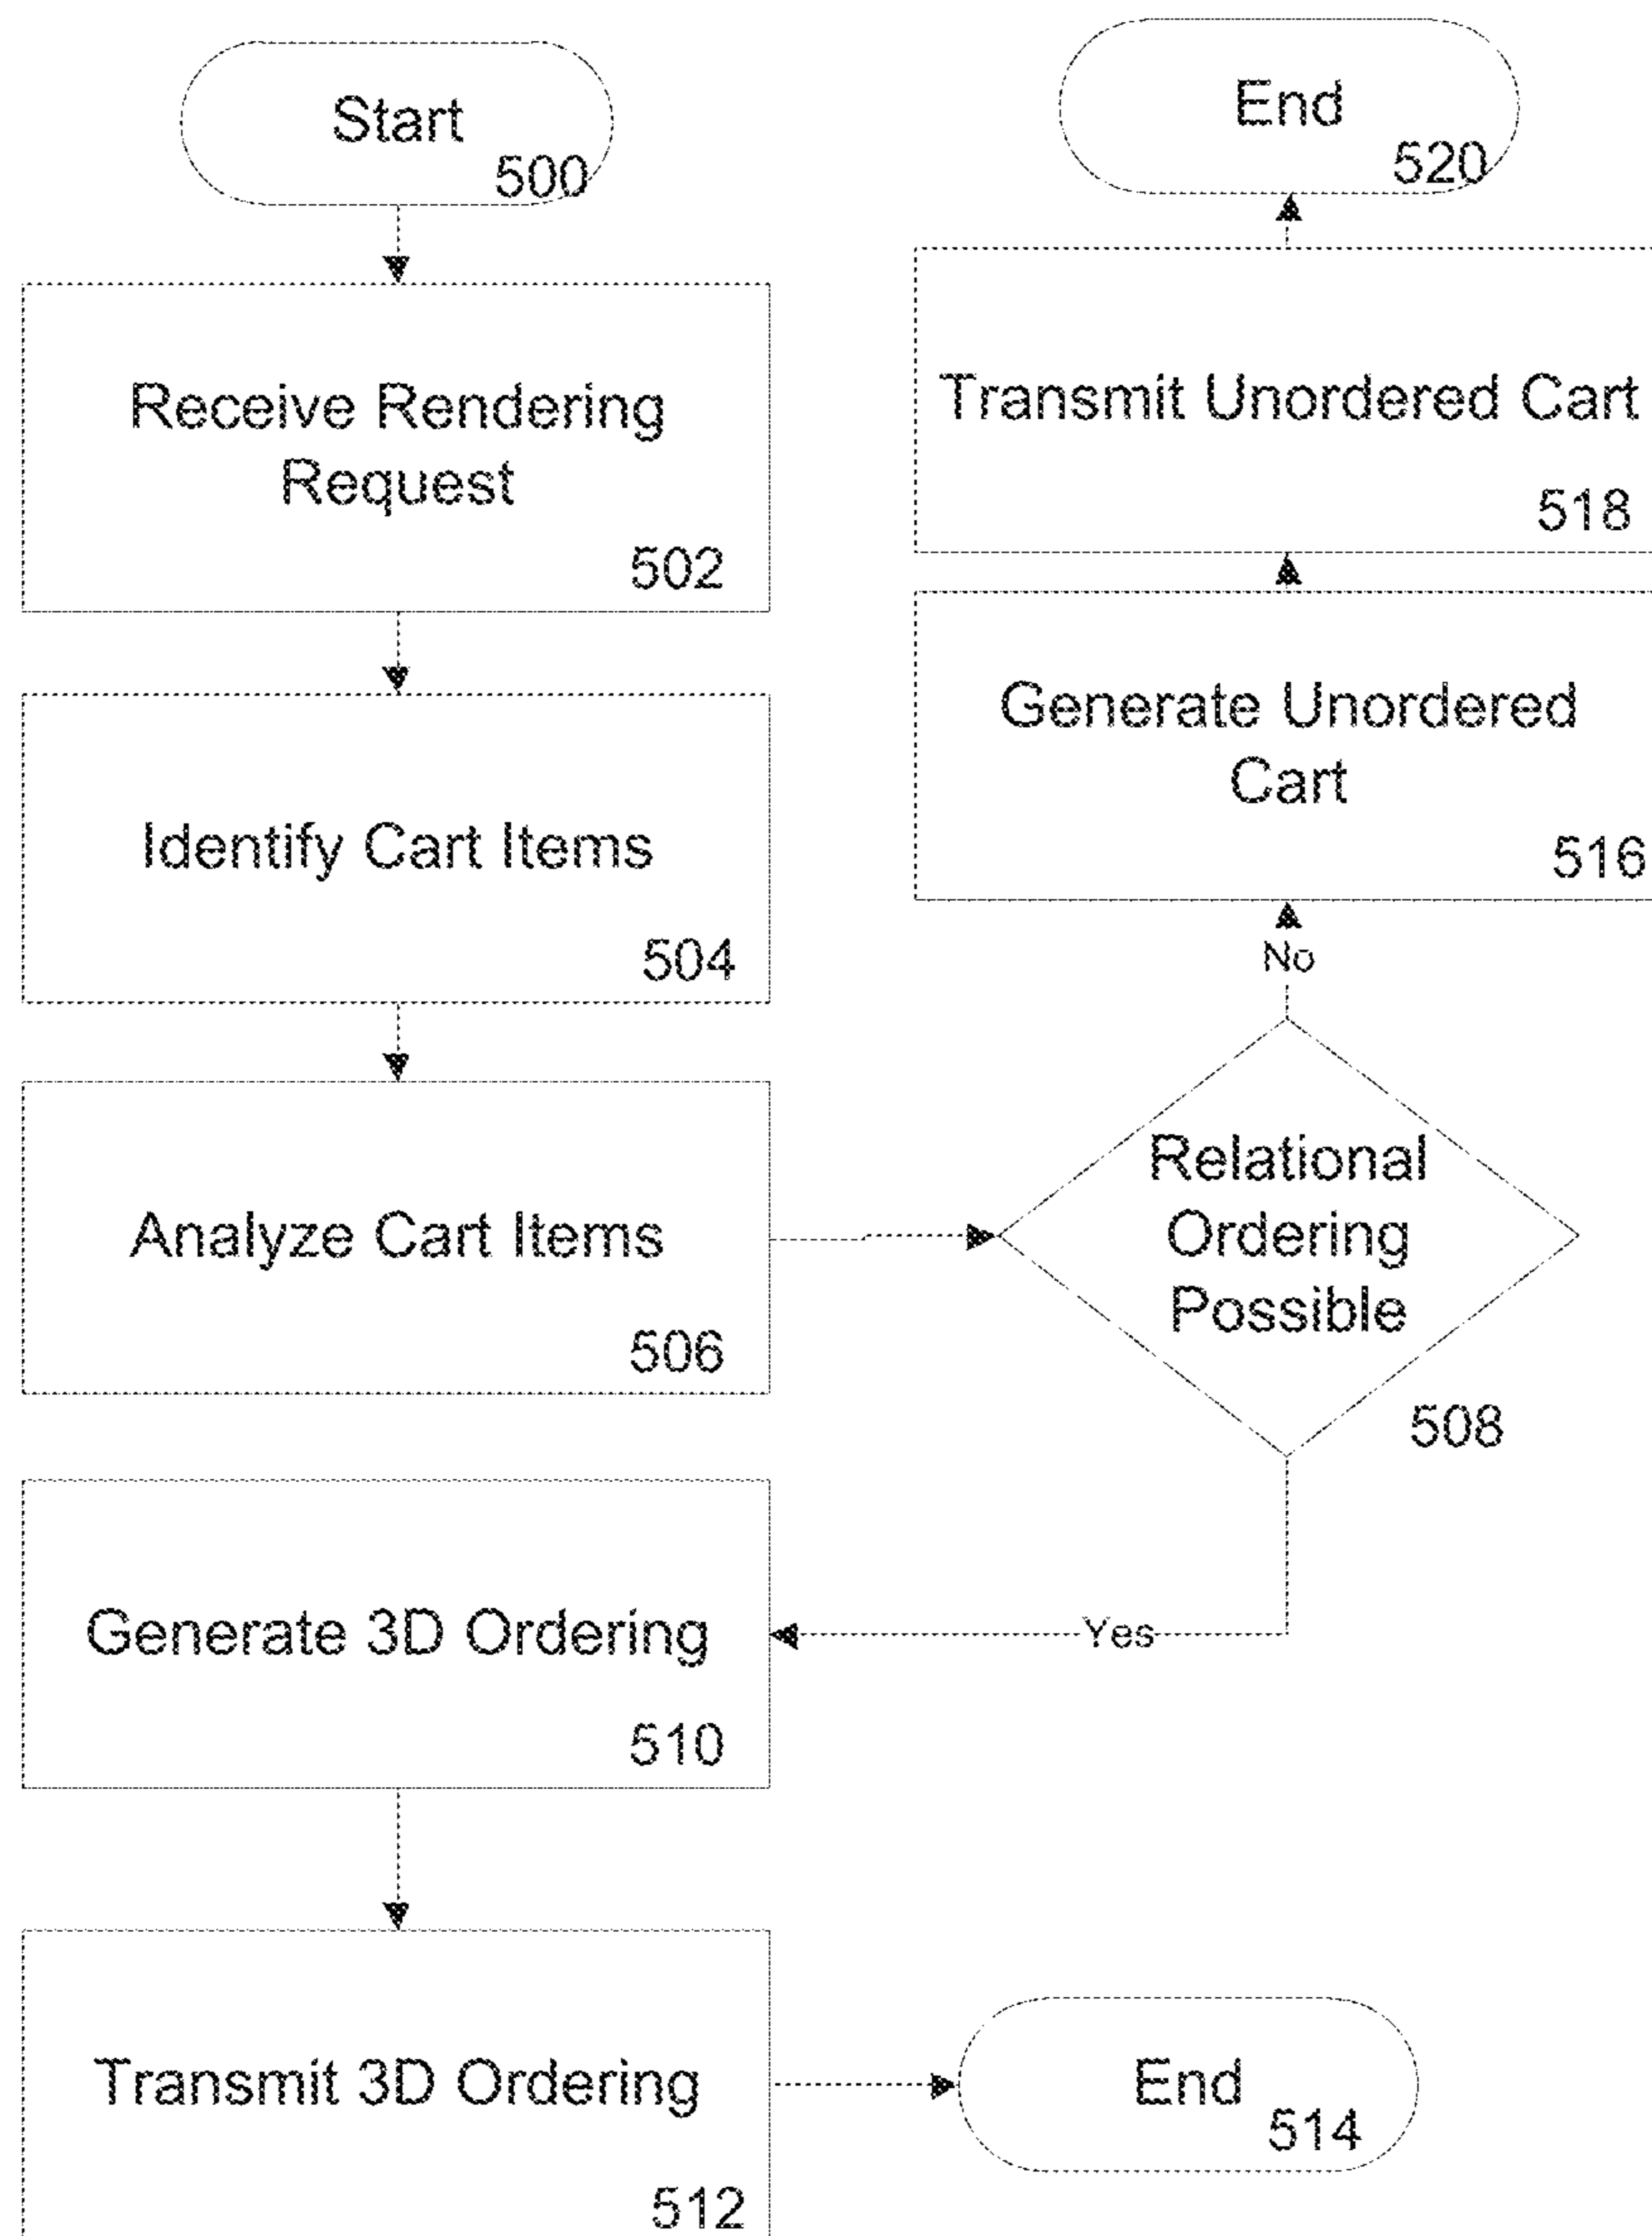 Start
500
Receive Rendering
Request
502
Identify Cart Items
504
Analyze Cart Items
506
Relational
Ordering
Possible
508
Yes
Generate 3D Ordering
510
Transmit 3D Ordering
512
End
514
No
Generate Unordered
Cart
516
Transmit Unordered Cart
518
End
520